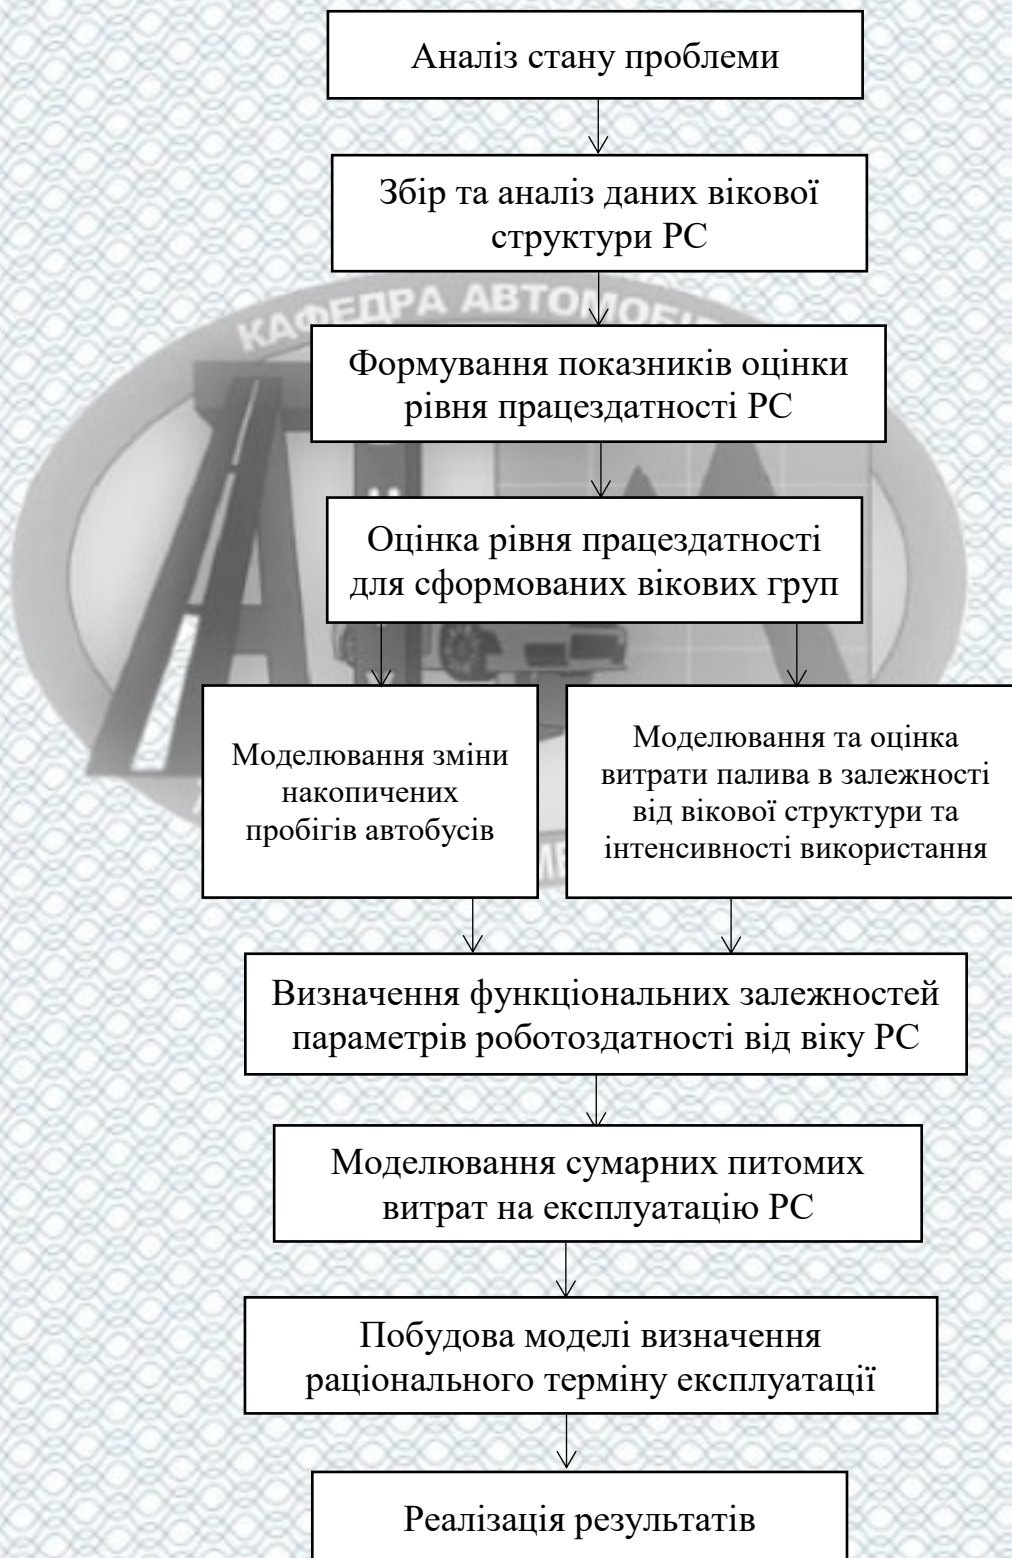 Аналіз стану проблеми
Збір та аналіз даних вікової
структури РС
КАФЕДРА
Формування показників оцінки
рівня працездатності РС
Оцінка рівня працездатності
для сформованих вікових груп
Моделювання зміни
накопичених
пробігів автобусів
Моделювання та оцінка
витрати палива в залежності
від вікової структури та
інтенсивності використання
Визначення функціональних залежностей
параметрів роботоздатності від віку РС
Моделювання сумарних питомих
витрат на експлуатацію РС
Побудова моделі визначення
раціонального терміну експлуатації
Реалізація результатів